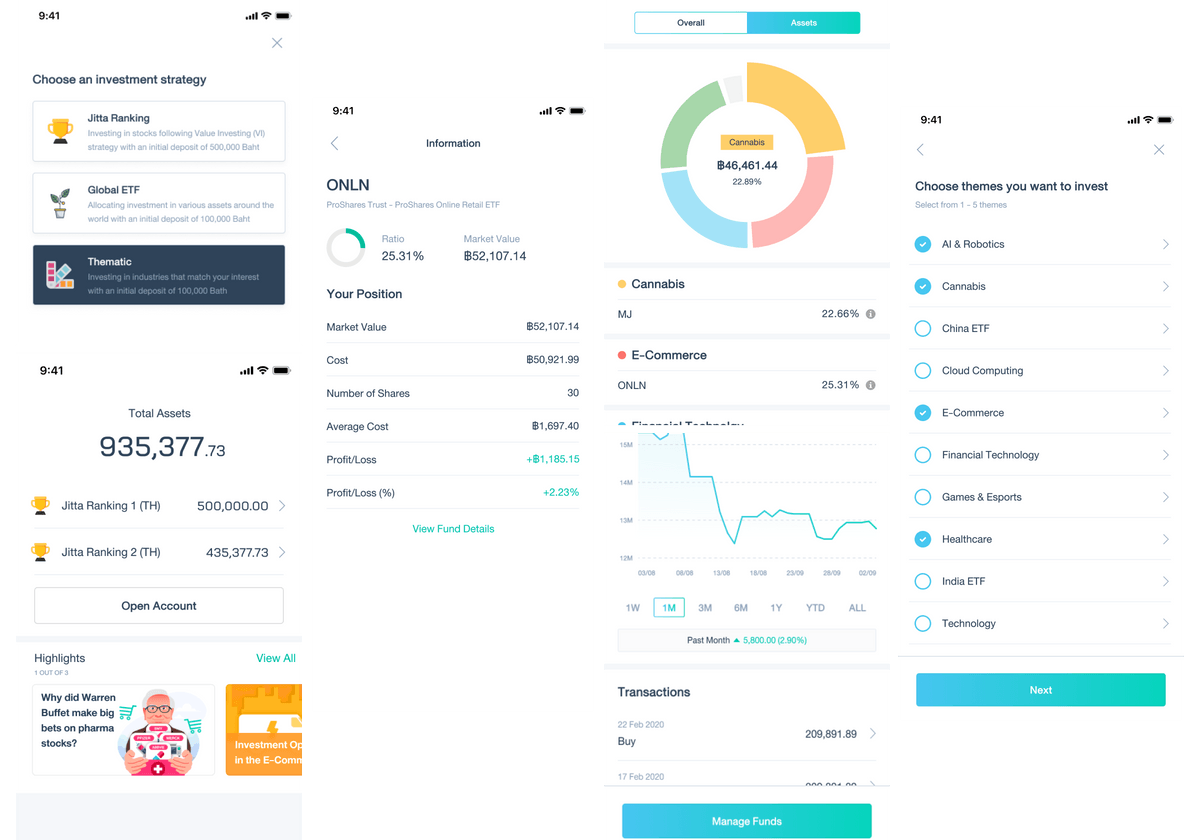 9:41
Choose an investment strategy
Jitta Ranking
Investing in stocks following Value Investing (VI)
strategy with an initial deposit of 500,000 Baht
Global ETF
Allocating investment in various assets around the
world with an initial deposit of 100,000 Baht
Thematic
Investing in industries that match your interest
with an initial deposit of 100,000 Bath
9:41
Total Assets
935,377.73
Jitta Ranking 1 (TH) 500,000.00
Jitta Ranking 2 (TH) 435,377.73
Open Account
Highlights View All
1 OUT OF 3
Why did Warren
Buffet make big
bets on pharma
stocks?
Investment Op
in the E-Comm
9:41
Information
ONLN
ProShares Trust - ProShares Online Retail ETF
Ratio Market Value
25.31% ฿52,107.14
Your Position
Market Value ฿52,107.14
Cost ฿50,921.99
Number of Shares 30
Average Cost ฿1,697.40
Profit/Loss +฿1,185.15
Profit/Loss (%) +2.23%
View Fund Details
Overall Assets
Cannabis
฿46,461.44
22.89%
Cannabis
MJ 22.66%
E-Commerce
ONLN 25.31%
Financial Technology
15M
14M
13M
12M
03/08 08/08 13/08 18/08 23/09 28/09 02/09
1W 1M 3M 6M 1Y YTD ALL
Past Month 5,800.00 (2.90%)
Transactions
22 Feb 2020
Buy 209,891.89
17 Feb 2020
Manage Funds
9:41
Choose themes you want to invest
Select from 1 - 5 themes
AI & Robotics
Cannabis
China ETF
Cloud Computing
E-Commerce
Financial Technology
Games & Esports
Healthcare
India ETF
Technology
Next